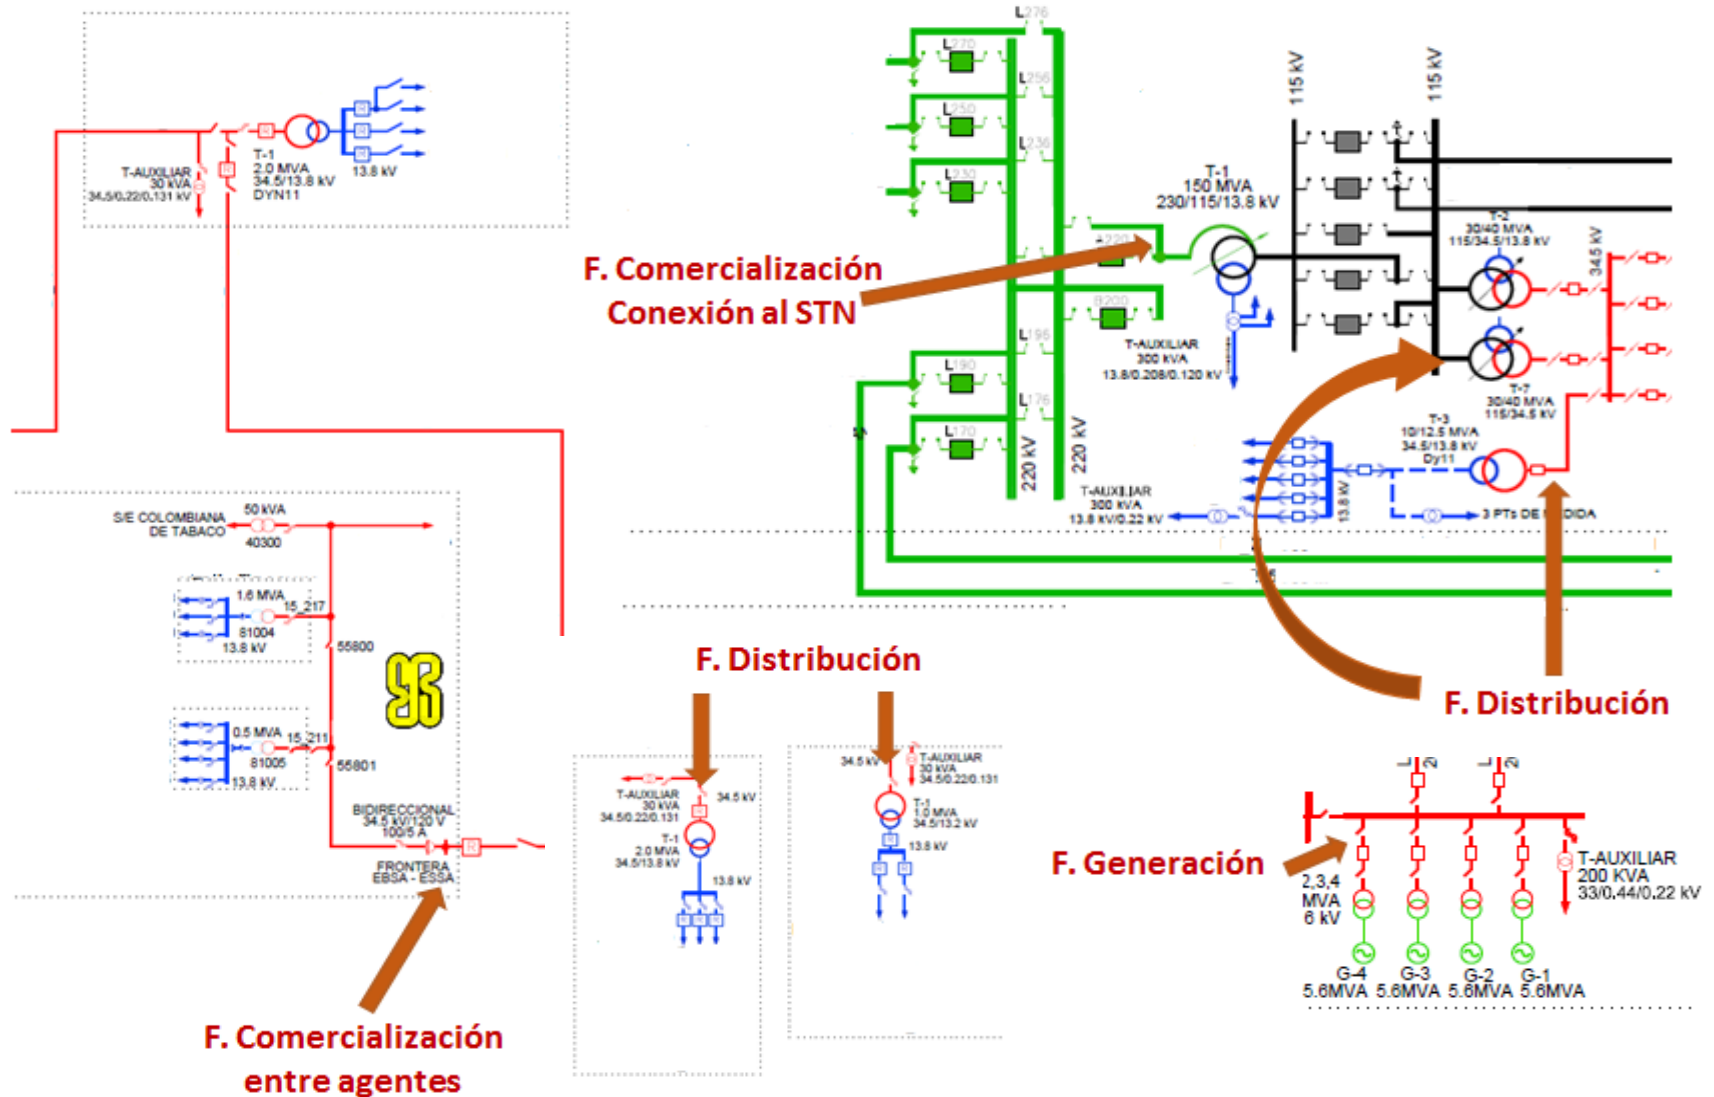 T-AUXILIAR
30 kVA
34.5/0.22/0.131 kV
T-1
2.0 MVA
34.5/13.8 kV
DYN11
R
R
R
R
R
13.8 kV
L276
L270
L256
L250
L236
L230
A220
B200
L196
L190
L176
L170
220 kV
220 kV
F. Comercialización
Conexión al STN
T-1
150 MVA
230/115/13.8 kV
T-AUXILIAR
300 kVA
13.8/0.208/0.120 kV
115 kV
115 kV
T-2
30/40 MVA
115/34.5/13.8 kV
34.5 kV
T-7
30/40 MVA
115/34.5 kV
T-3
10/12.5 MVA
34.5/13.8 kV
Dy11
13.8 kV
T-AUXILIAR
300 kVA
13.8 kV/0.22 kV
3 PTs DE MEDIDA
S/E COLOMBIANA
DE TABACO
50 kVA
40300
1.6 MVA
15_217
81004
13.8 kV
55800
0.5 MVA
15_211
81005
13.8 kV
55801
BIDIRECCIONAL
34.5 kV/120 V
100/5 A
R
FRONTERA
EBSA - ESSA
F. Comercialización
entre agentes
F. Distribución
T-AUXILIAR
30 kVA
34.5/0.22/0.131
34.5 kV
R
T-1
2.0 MVA
34.5/13.8 kV
13.8 kV
R R R
34.5 kV
T-AUXILIAR
30 kVA
34.5/0.22/0.131
T-1
1.0 MVA
34.5/13.2 kV
R
13.8 kV
R R
F. Distribución
F. Generación
L
2)
L
2)
2,3,4
MVA
6 kV
T-AUXILIAR
200 KVA
33/0.44/0.22 kV
G-4 G-3 G-2 G-1
5.6MVA 5.6MVA 5.6MVA 5.6MVA